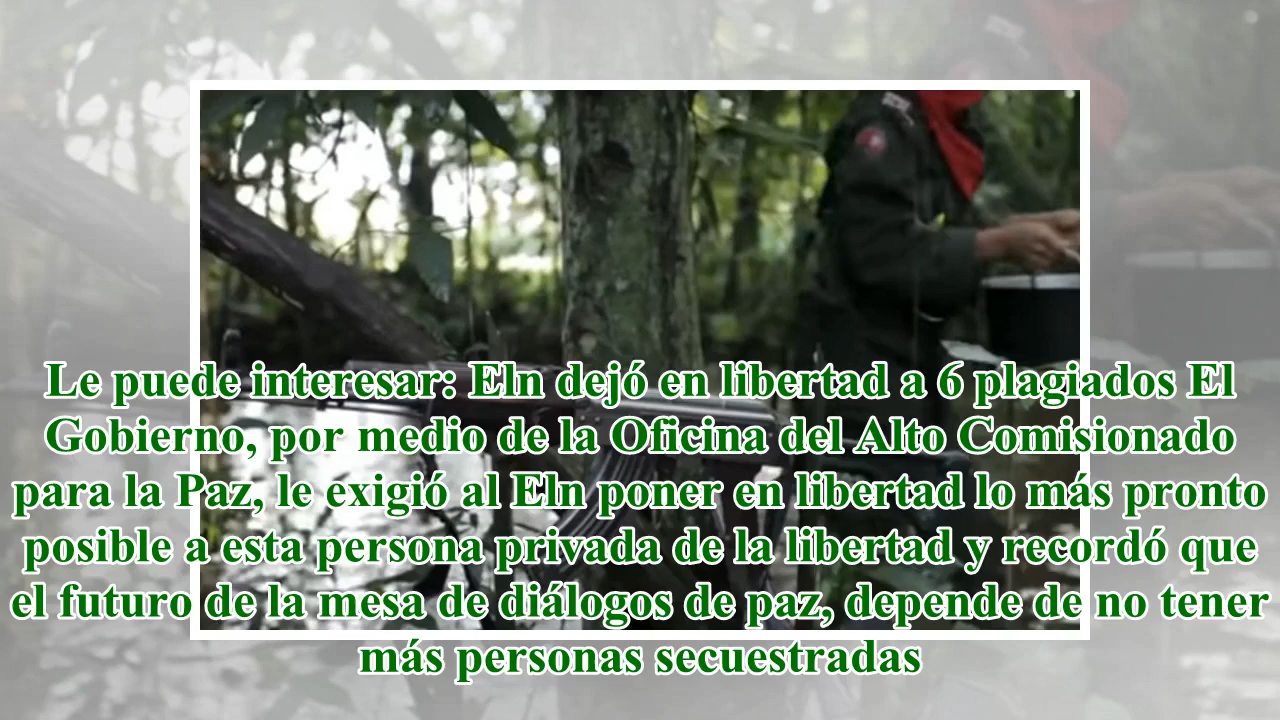 Le puede interesar: Eln dejó en libertad a 6 plagiados El
Gobierno, por medio de la Oficina del Alto Comisionado
para la Paz, le exigió al Eln poner en libertad lo más pronto
posible a esta persona privada de la libertad y recordó que
el futuro de la mesa de diálogos de paz, depende de no tener
más personas secuestradas